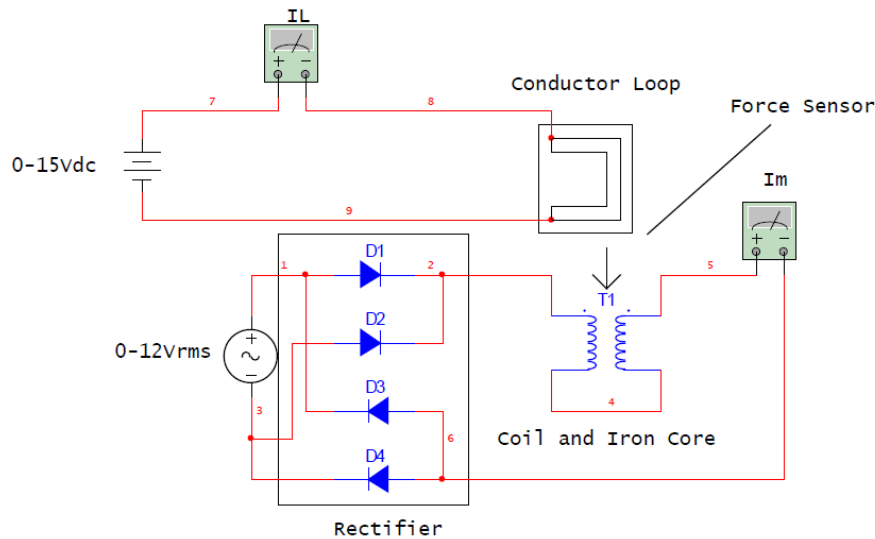 IL
+ −
7
8
Conductor Loop
Force Sensor
0-15Vdc
Im
+ −
9
1
D1
2
5
T1
D2
+
0-12Vrms
−
D3
3
4
6
Coil and Iron Core
D4
Rectifier